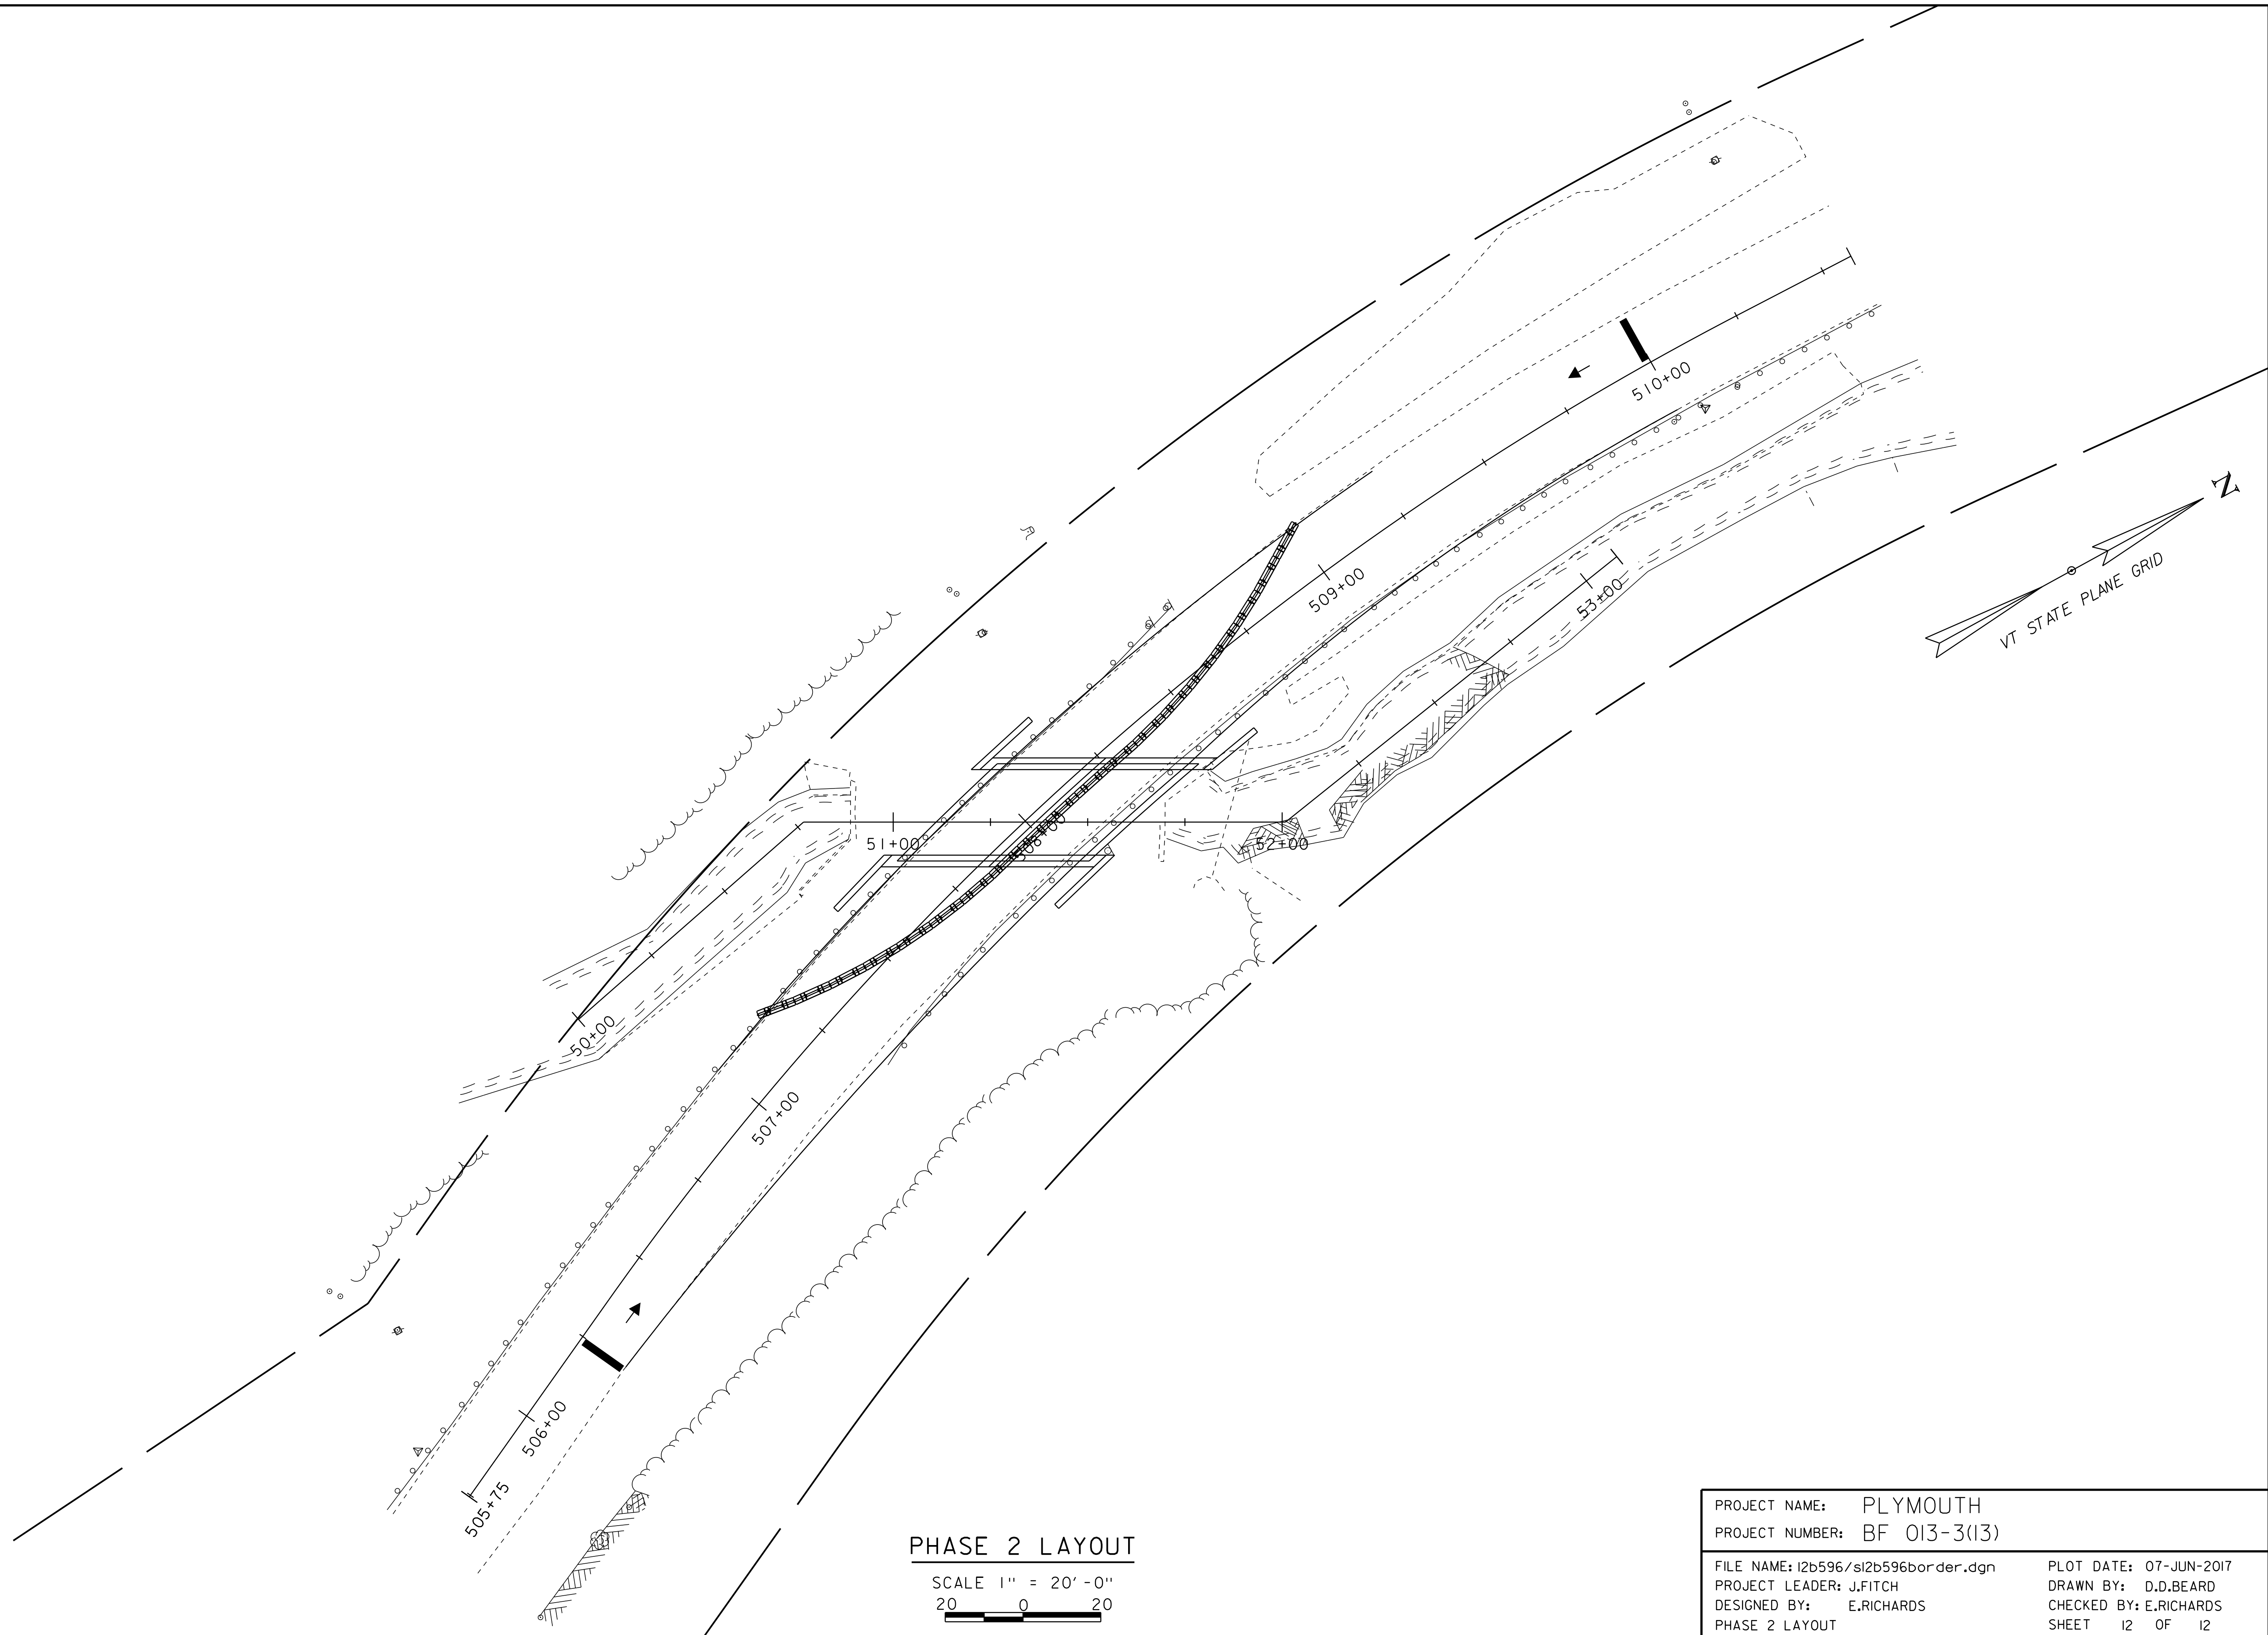 510+00
N
VT STATE PLANE GRID
509+00
53+00
51+00
508+00
52+00
50+00
507+00
506+00
505+75
PHASE 2 LAYOUT
SCALE 1" = 20'-0"
20 0 20
PROJECT NAME: PLYMOUTH
PROJECT NUMBER: BF 013-3(13)
FILE NAME: 12b596/s12b596border.dgn PLOT DATE: 07-JUN-2017
PROJECT LEADER: J.FITCH DRAWN BY: D.D.BEARD
DESIGNED BY: E.RICHARDS CHECKED BY: E.RICHARDS
PHASE 2 LAYOUT SHEET 12 OF 12